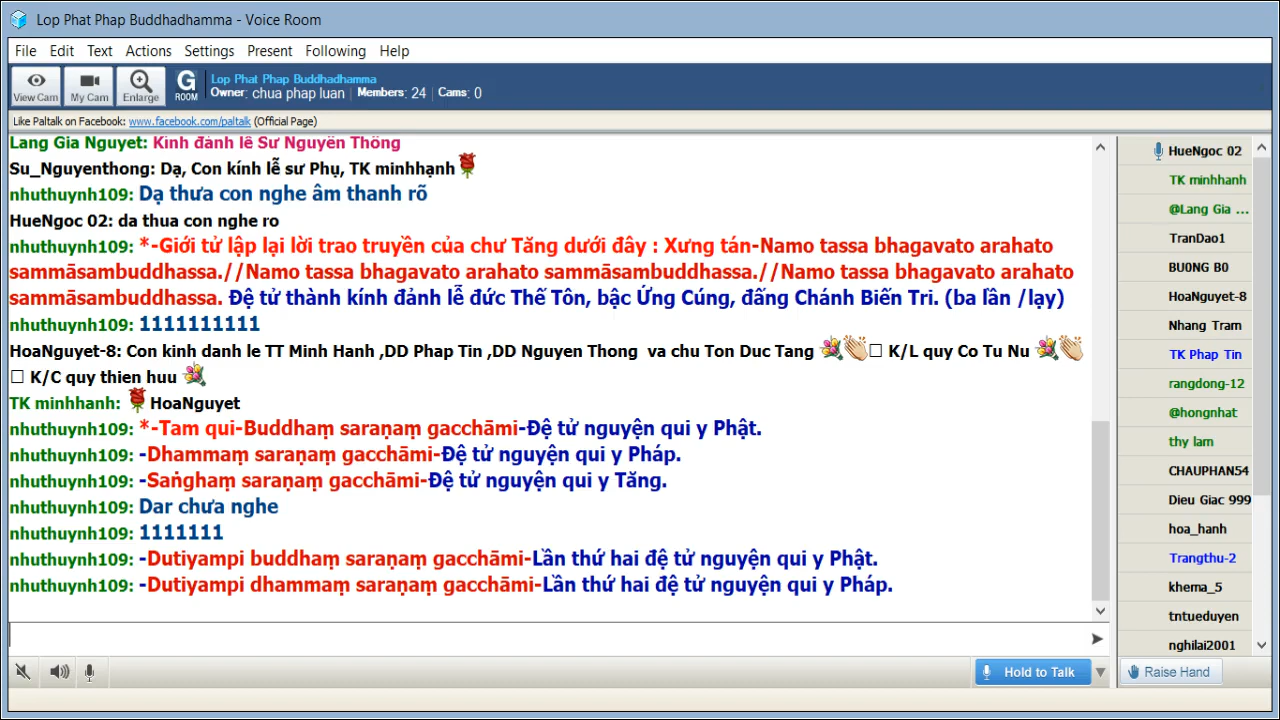 Lop Phat Phap Buddhadhamma - Voice Room
File Edit Text Actions Settings Present Following Help
View Cam My Cam Enlarge G ROOM
Lop Phat Phap Buddhadhamma
Owner: chua phap luan | Members: 24 | Cams: 0
Like Paltalk on Facebook: www.facebook.com/paltalk (Official Page)
Lang Gia Nguyet: Kính đảnh lễ Sư Nguyên Thông
Su_Nguyenthong: Dạ, Con kính lễ sư Phụ, TK minhhạnh
nhuthuynh109: Dạ thưa con nghe âm thanh rõ
HueNgoc 02: da thua con nghe ro
nhuthuynh109: *-Giới tử lập lại lời trao truyền của chư Tăng dưới đây : Xưng tán-Namo tassa bhagavato arahato
sammāsambuddhassa.//Namo tassa bhagavato arahato sammāsambuddhassa.//Namo tassa bhagavato arahato
sammāsambuddhassa. Đệ tử thành kính đảnh lễ đức Thế Tôn, bậc Ứng Cúng, đấng Chánh Biến Tri. (ba lần /lạy)
nhuthuynh109: 1111111111
HoaNguyet-8: Con kinh danh le TT Minh Hanh ,DD Phap Tin ,DD Nguyen Thong va chu Ton Duc Tang K/L quy Co Tu Nu
K/C quy thien huu
TK minhhanh: HoaNguyet
nhuthuynh109: *-Tam qui-Buddhaṃ saraṇaṃ gacchāmi-Đệ tử nguyện qui y Phật.
nhuthuynh109: -Dhammaṃ saraṇaṃ gacchāmi-Đệ tử nguyện qui y Pháp.
nhuthuynh109: -Saṅghaṃ saraṇaṃ gacchāmi-Đệ tử nguyện qui y Tăng.
nhuthuynh109: Dar chưa nghe
nhuthuynh109: 1111111
nhuthuynh109: -Dutiyampi buddhaṃ saraṇaṃ gacchāmi-Lần thứ hai đệ tử nguyện qui y Phật.
nhuthuynh109: -Dutiyampi dhammaṃ saraṇaṃ gacchāmi-Lần thứ hai đệ tử nguyện qui y Pháp.
Hold to Talk
HueNgoc 02
TK minhhanh
@Lang Gia ...
TranDao1
BU0NG B0
HoaNguyet-8
Nhang Tram
TK Phap Tin
rangdong-12
@hongnhat
thy lam
CHAUPHAN54
Dieu Giac 999
hoa_hanh
Trangthu-2
khema_5
tntueduyen
nghilai2001
Raise Hand